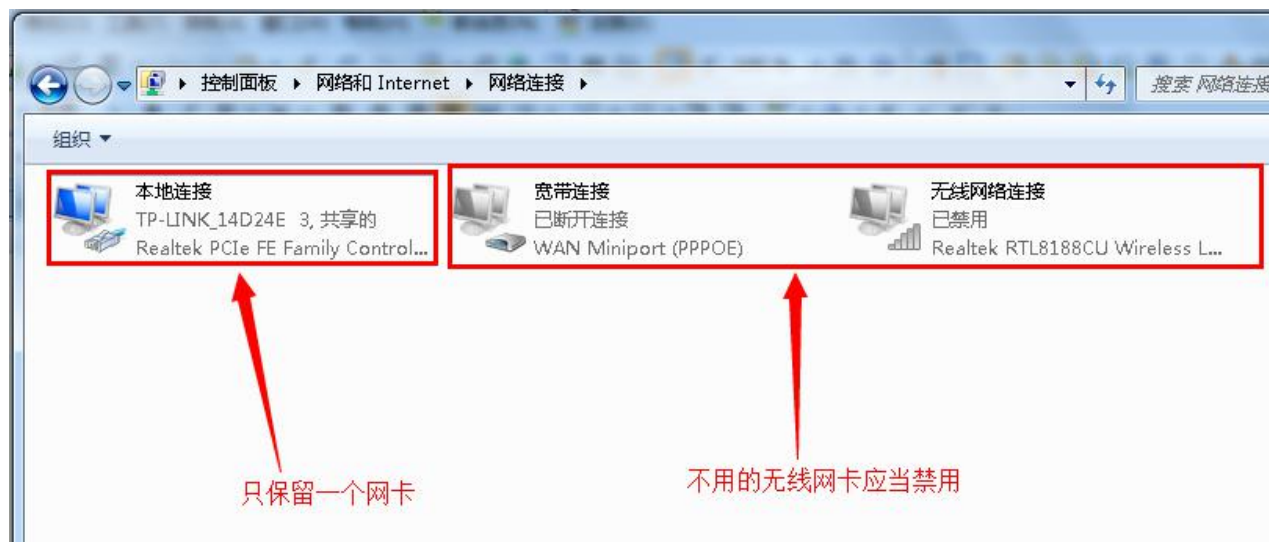 控制面板 ▸ 网络和 Internet ▸ 网络连接 ▸
搜索 网络连接
组织
本地连接
TP-LINK_14D24E 3, 共享的
Realtek PCIe FE Family Control...
宽带连接
已断开连接
WAN Miniport (PPPOE)
无线网络连接
已禁用
Realtek RTL8188CU Wireless L...
只保留一个网卡
不用的无线网卡应当禁用